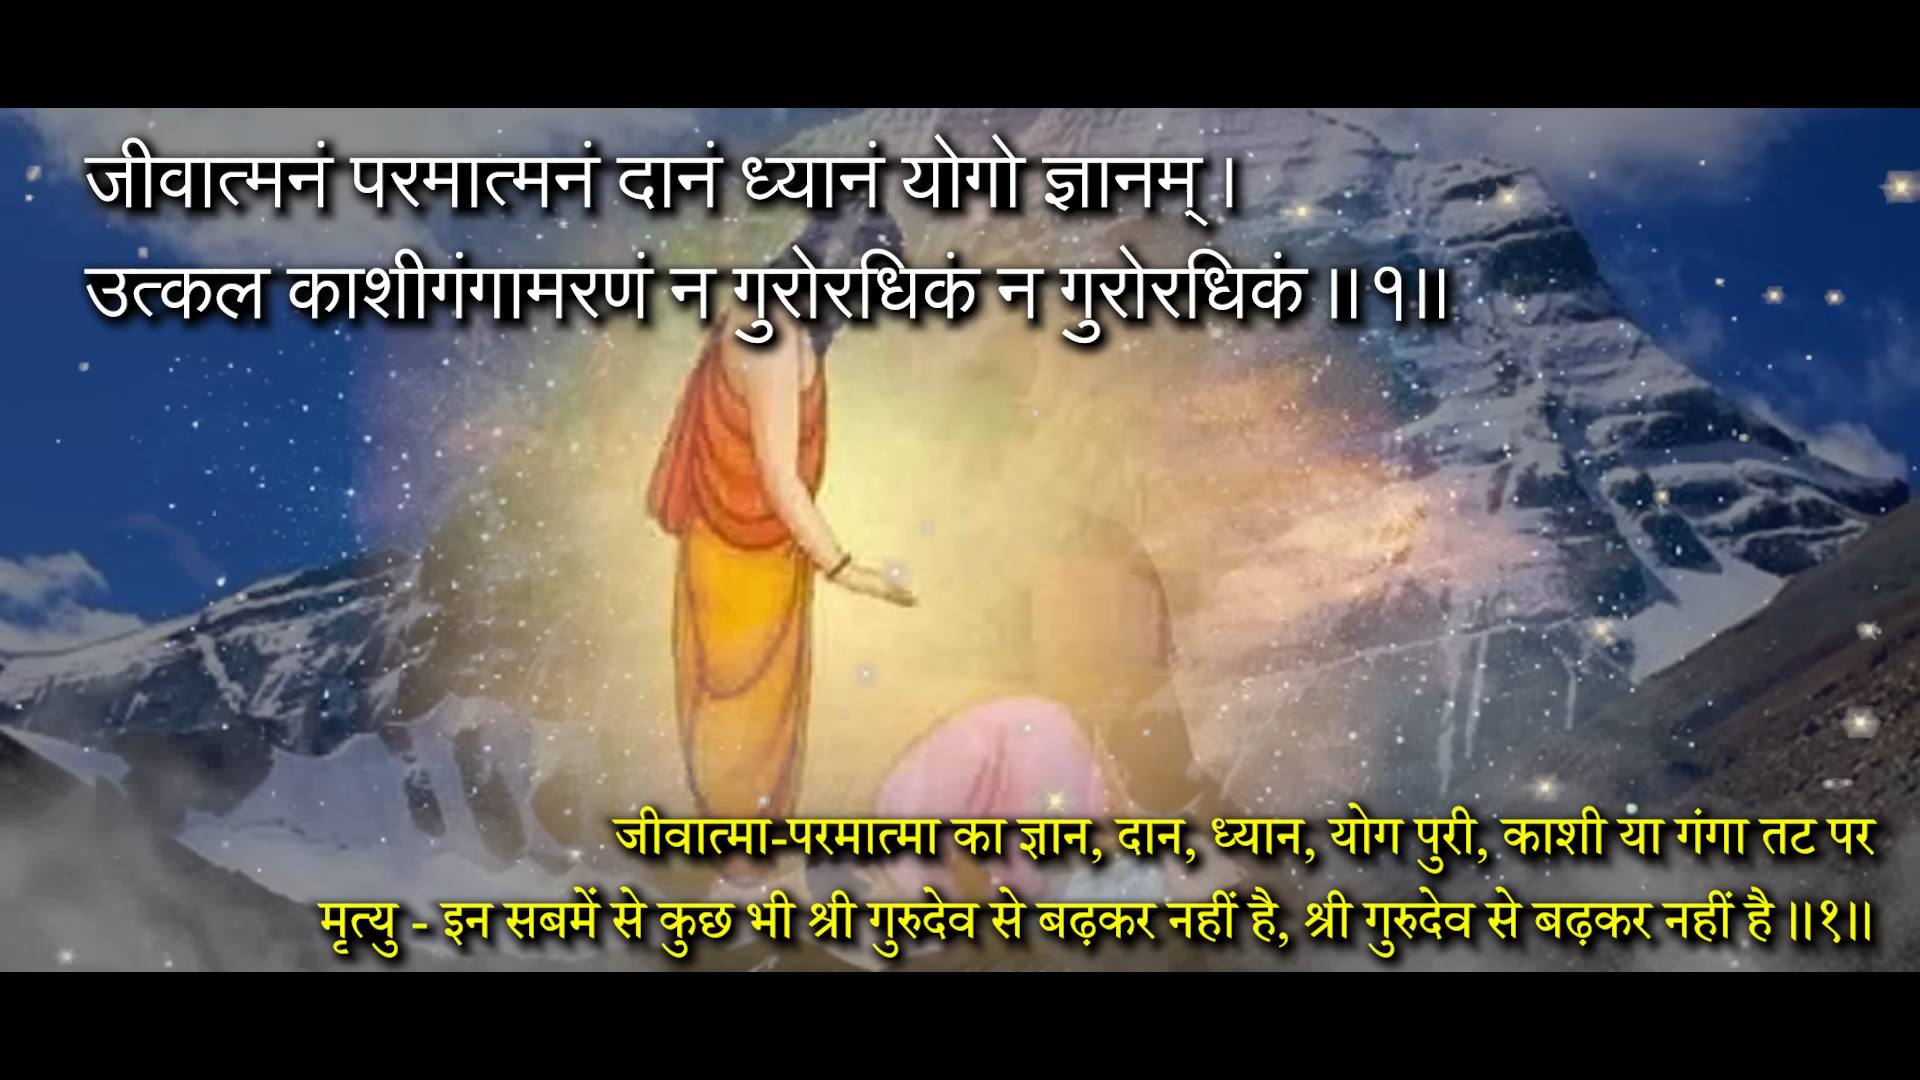 जीवात्मनं परमात्मनं दानं ध्यानं योगो ज्ञानम् ।
उत्कल काशीगंगामरणं न गुरोरधिकं न गुरोरधिकं ॥१॥
जीवात्मा-परमात्मा का ज्ञान, दान, ध्यान, योग पुरी, काशी या गंगा तट पर
मृत्यु - इन सबमें से कुछ भी श्री गुरुदेव से बढ़कर नहीं है, श्री गुरुदेव से बढ़कर नहीं है ॥१॥